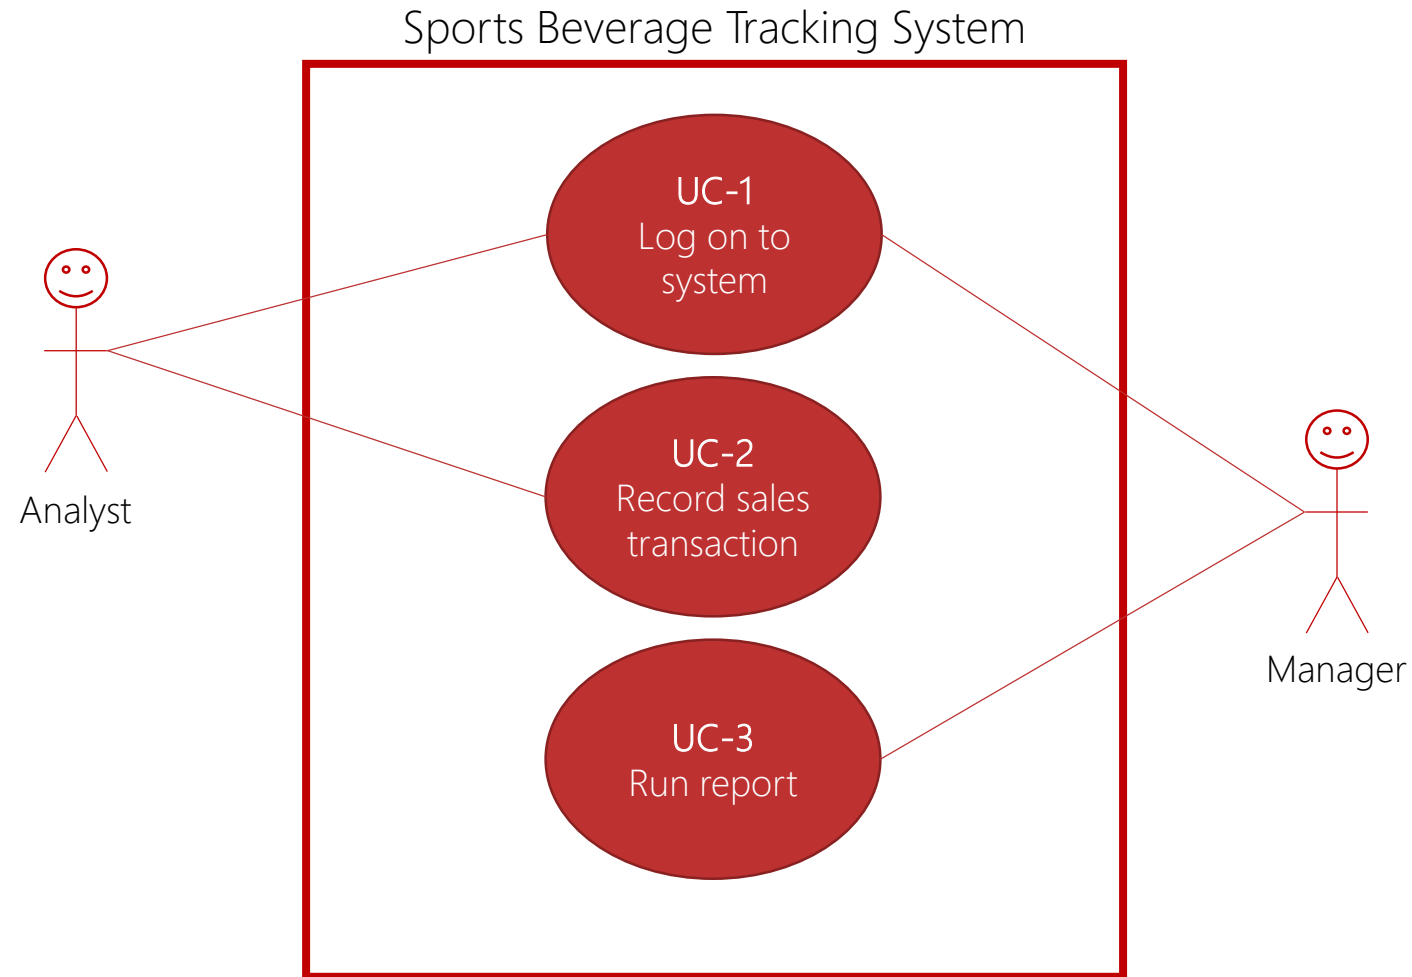 Sports Beverage Tracking System
UC-1
Log on to
system
UC-2
Record sales
transaction
Analyst
Manager
UC-3
Run report